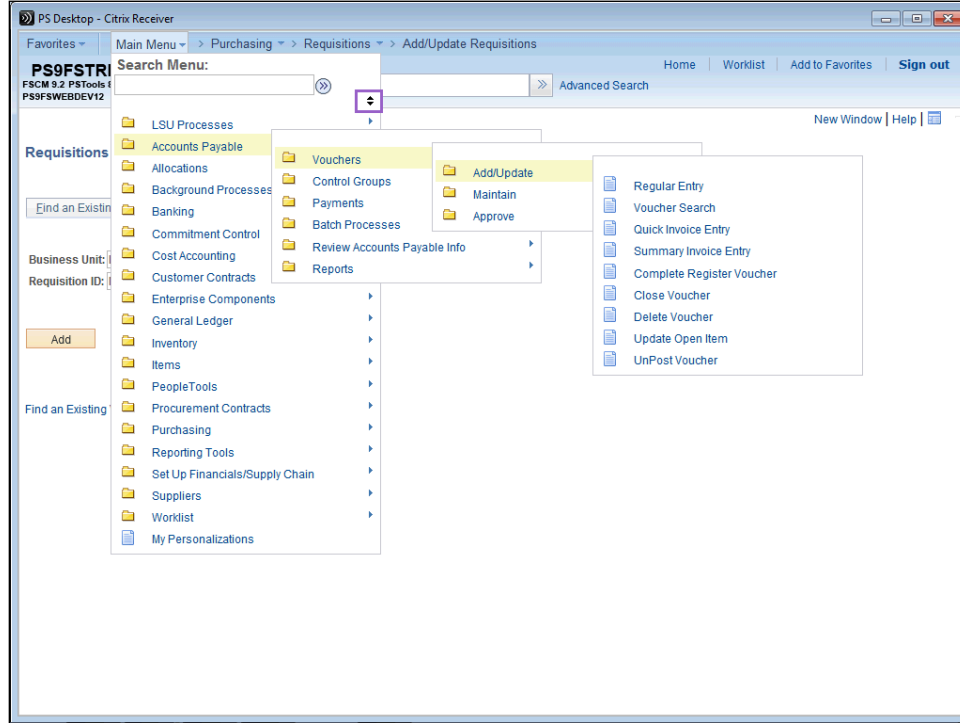 PS Desktop - Citrix Receiver
Favorites Main Menu > Purchasing > Requisitions > Add/Update Requisitions
PS9FSTR
FSCM 9.2 PSTools
PS9FSWEBDEV12
Search Menu:
Home Worklist Add to Favorites Sign out
Advanced Search
New Window Help
Requisitions
Find an Existin
Business Unit:
Requisition ID:
Add
Find an Existing
LSU Processes
Accounts Payable
Allocations
Background Processes
Banking
Commitment Control
Cost Accounting
Customer Contracts
Enterprise Components
General Ledger
Inventory
Items
PeopleTools
Procurement Contracts
Purchasing
Reporting Tools
Set Up Financials/Supply Chain
Suppliers
Worklist
My Personalizations
Vouchers
Control Groups
Payments
Batch Processes
Review Accounts Payable Info
Reports
Add/Update
Maintain
Approve
Regular Entry
Voucher Search
Quick Invoice Entry
Summary Invoice Entry
Complete Register Voucher
Close Voucher
Delete Voucher
Update Open Item
UnPost Voucher